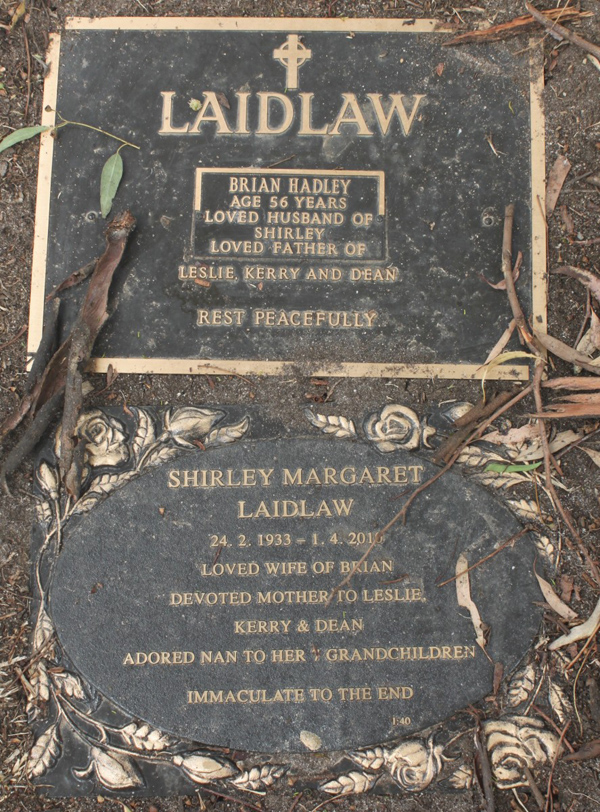 LAIDLAW
BRIAN HADLEY
AGE 56 YEARS
LOVED HUSBAND OF
SHIRLEY
LOVED FATHER OF
LESLIE, KERRY AND DEAN
REST PEACEFULLY
SHIRLEY MARGARET
LAIDLAW
24. 2. 1933 – 1. 4.
LOVED WIFE OF BRIAN
DEVOTED MOTHER TO LESLIE,
KERRY & DEAN
ADORED NAN TO HER GRANDCHILDREN
IMMACULATE TO THE END
1:40